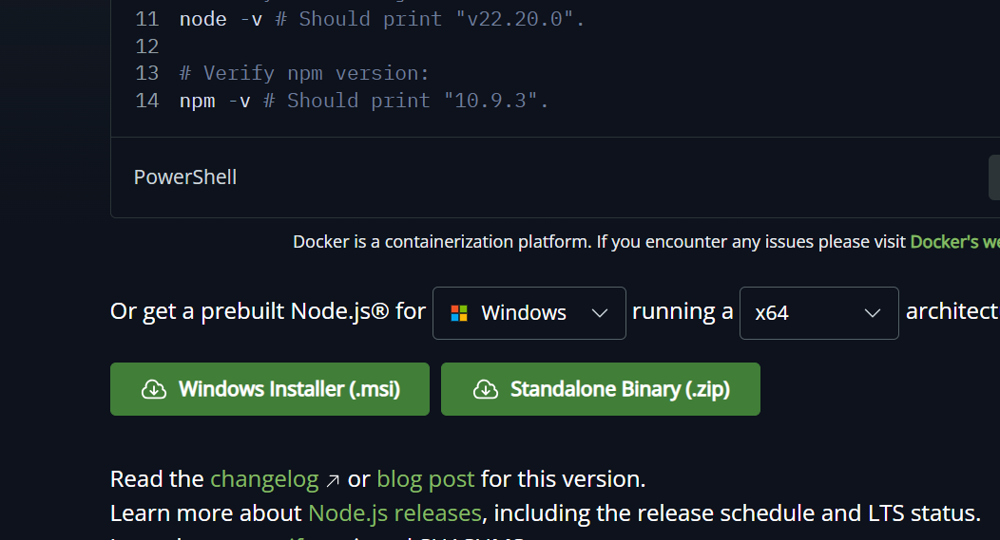 11 node -v # Should print "v22.20.0".
12
13 # Verify npm version:
14 npm -v # Should print "10.9.3".
PowerShell
Docker is a containerization platform. If you encounter any issues please visit Docker's we
Or get a prebuilt Node.js® for Windows running a x64 architect
Windows Installer (.msi) Standalone Binary (.zip)
Read the changelog ↗ or blog post for this version.
Learn more about Node.js releases, including the release schedule and LTS status.